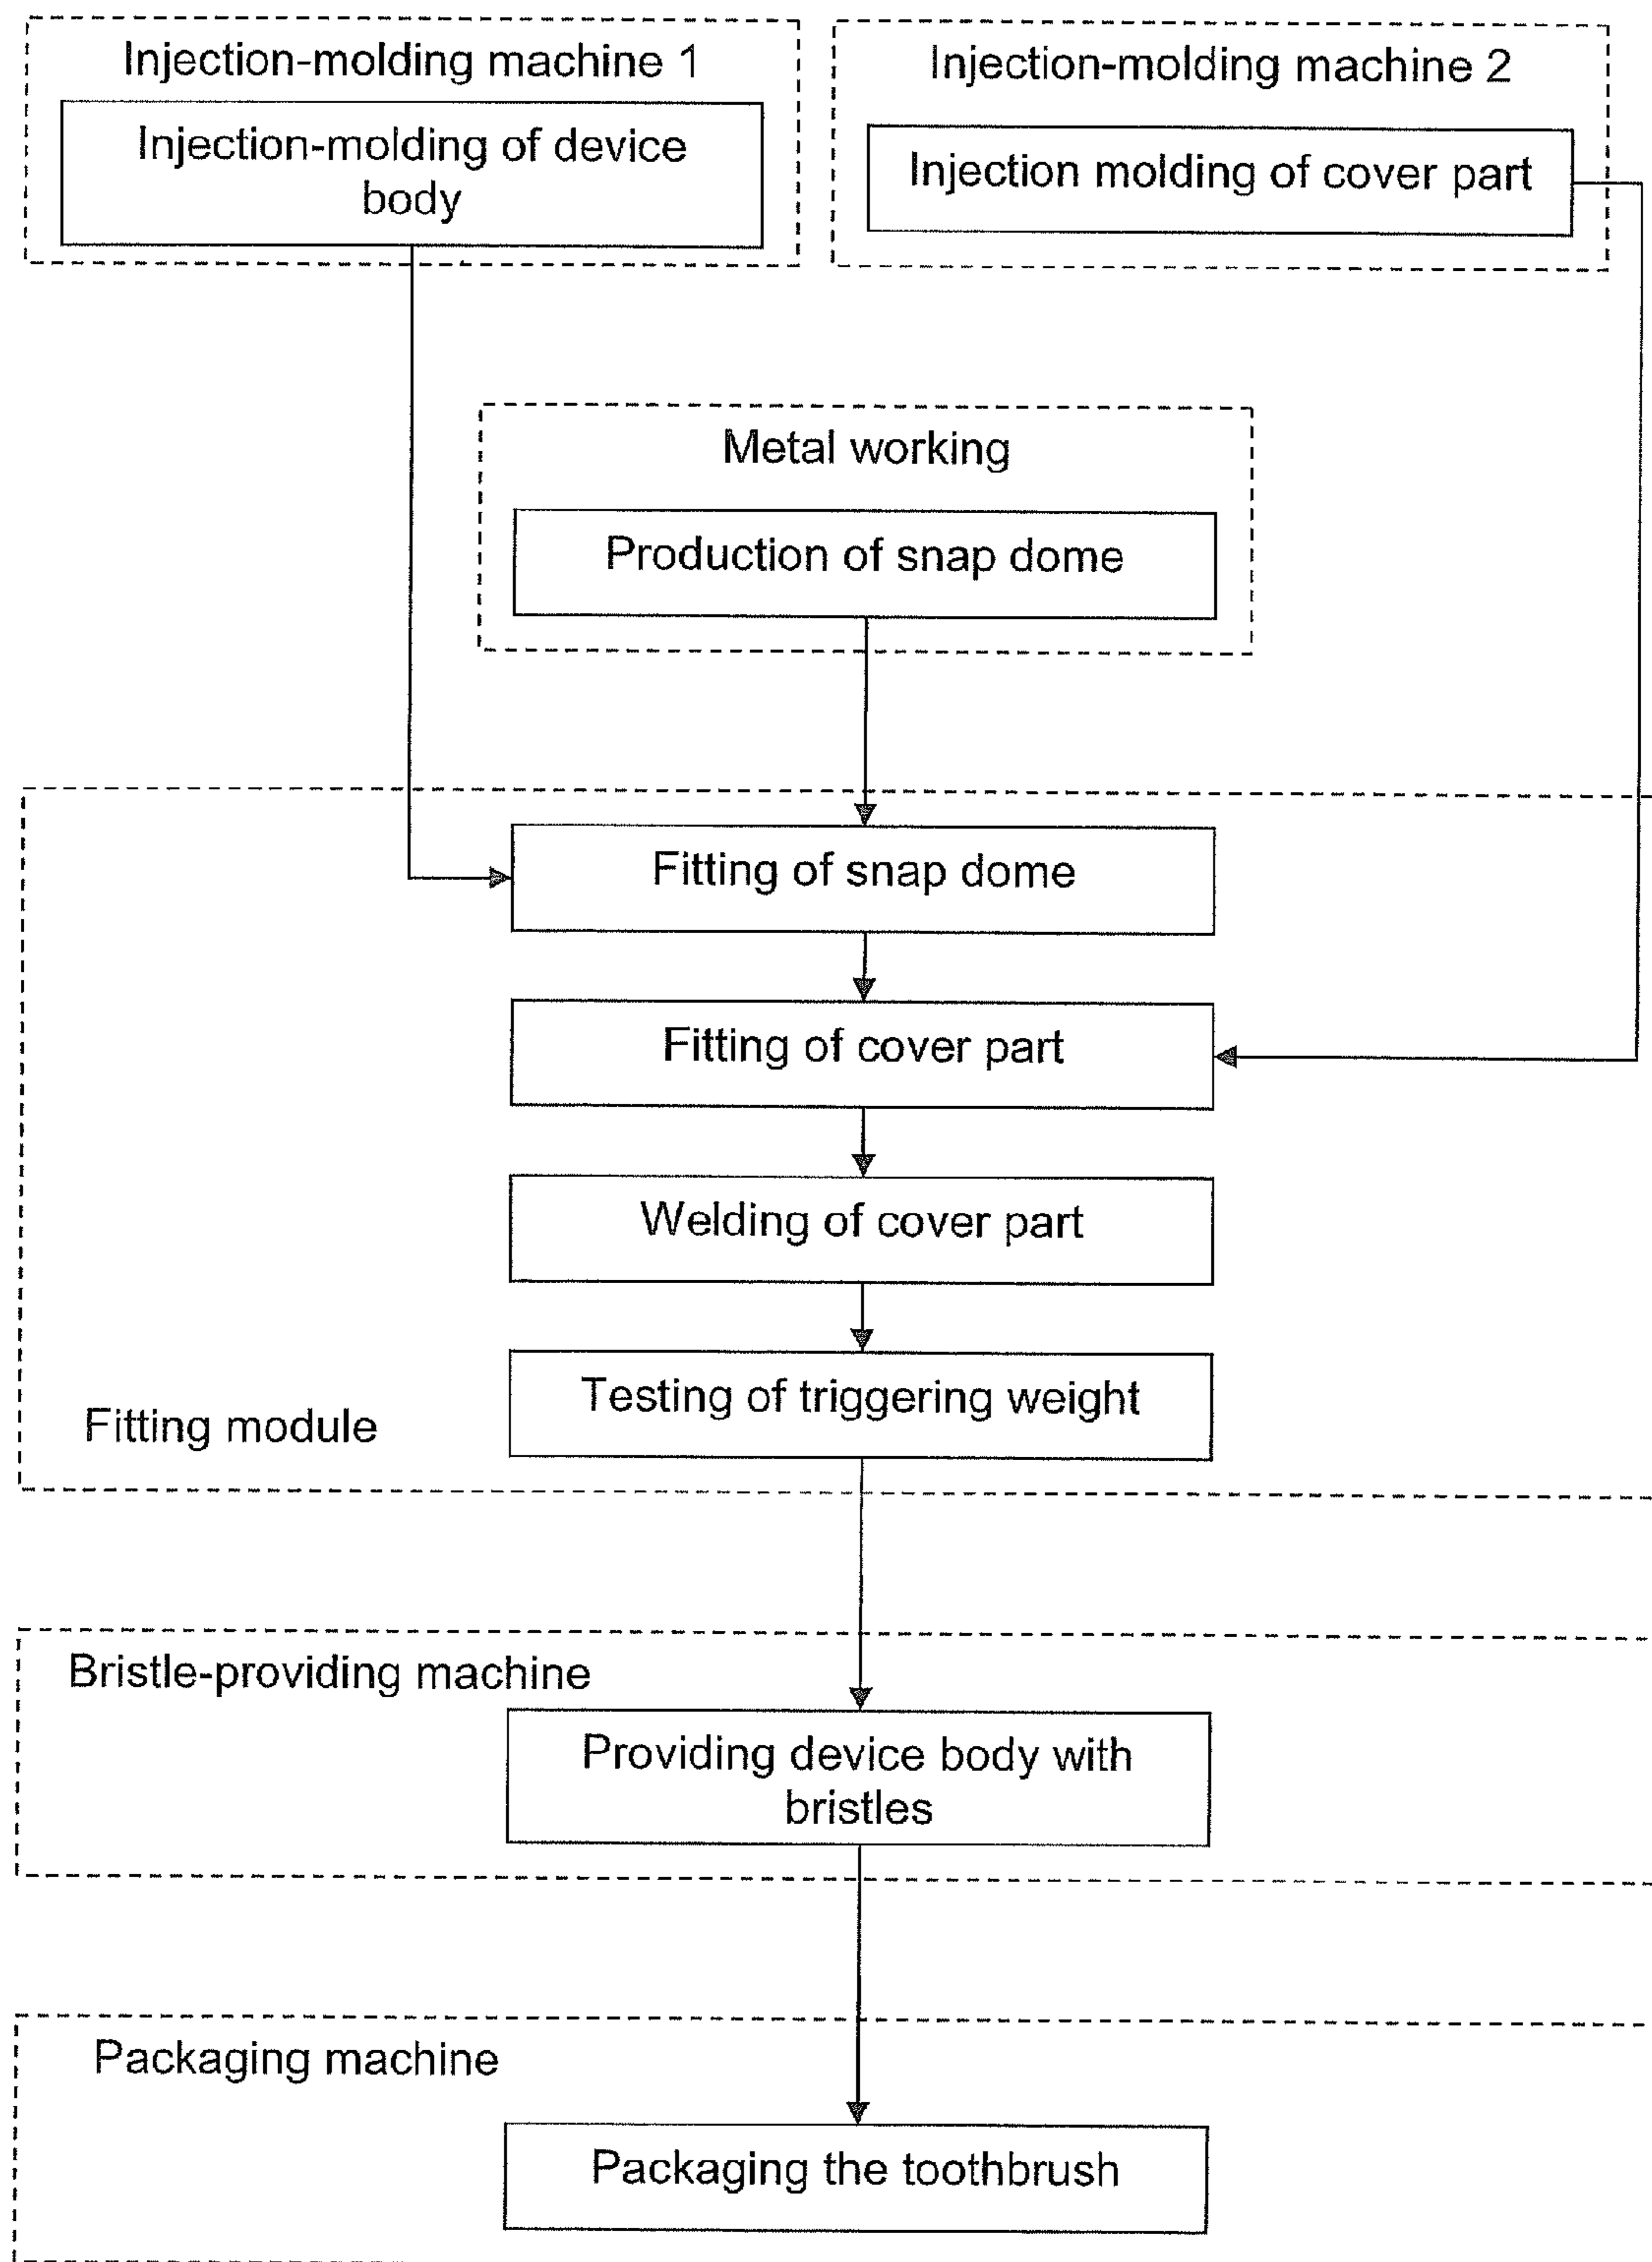 Injection-molding machine 1
Injection-molding of device
body
Injection-molding machine 2
Injection molding of cover part
Metal working
Production of snap dome
Fitting of snap dome
Fitting of cover part
Welding of cover part
Testing of triggering weight
Fitting module
Bristle-providing machine
Providing device body with
bristles
Packaging machine
Packaging the toothbrush